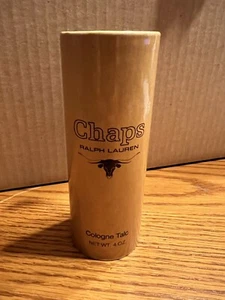 Chaps
RALPH LAUREN
Cologne Talc
NET WT. 4 OZ.